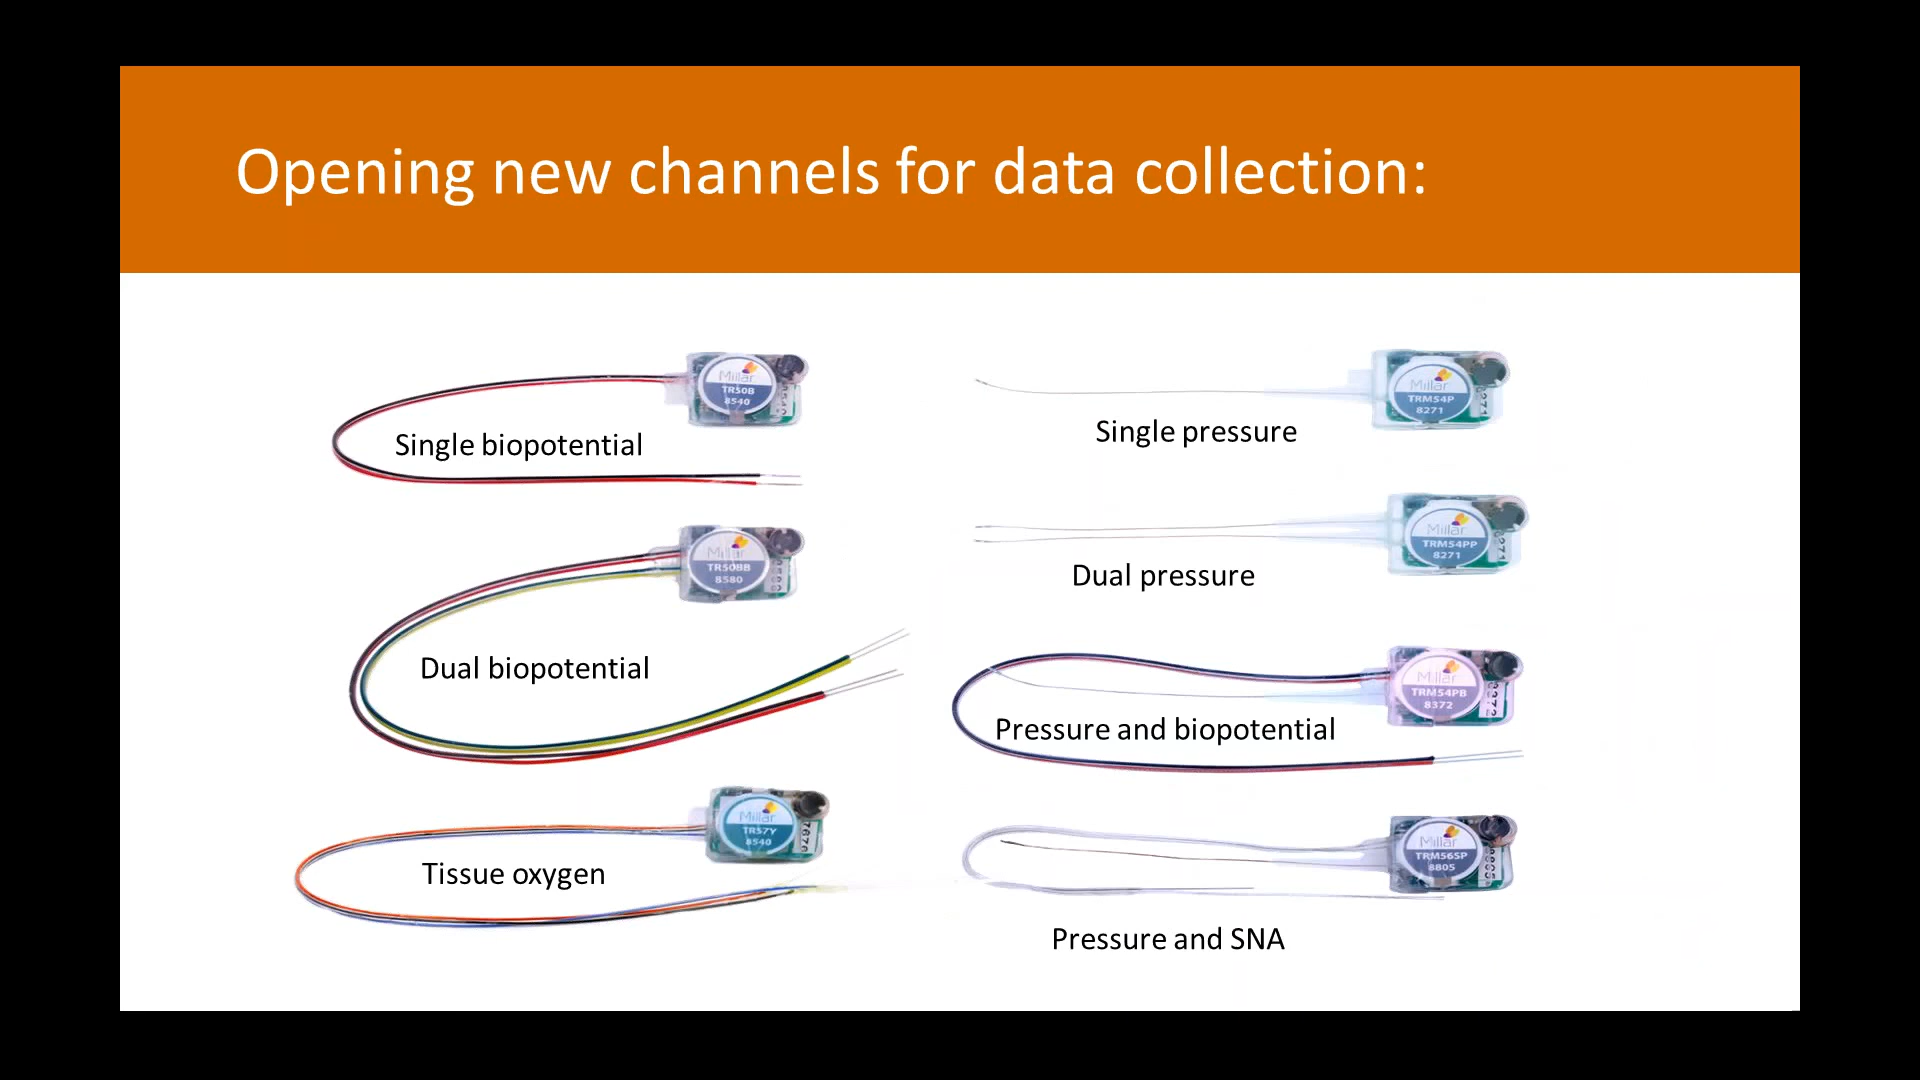 Opening new channels for data collection:
Millar
TR50B
8540
Single biopotential
Millar
TR50BB
8580
Dual biopotential
Millar
TR57Y
8540
Tissue oxygen
Millar
TRM54P
8271
Single pressure
Millar
TRM54PP
8271
Dual pressure
Millar
TRM54PB
8372
Pressure and biopotential
Millar
TRM56SP
8805
Pressure and SNA